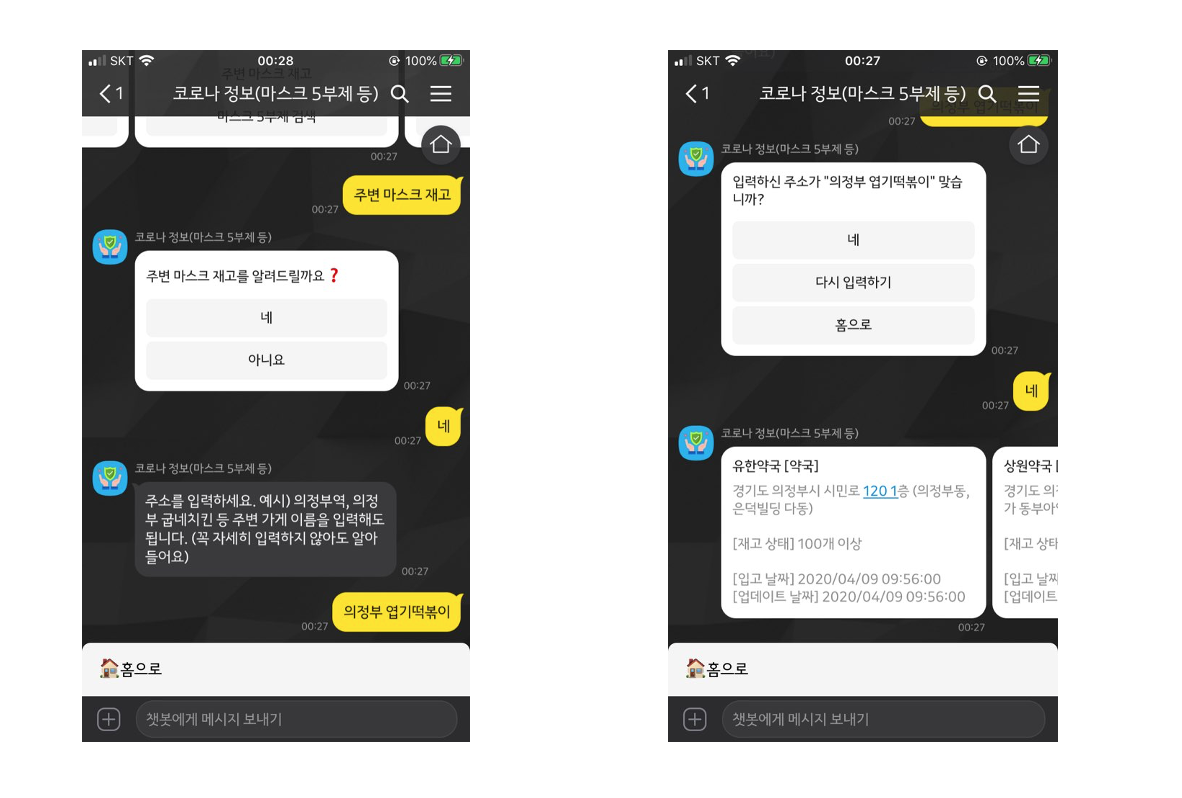 SKT 00:28 100%
주변 마스크 재고
1 코로나 정보(마스크 5부제 등)
마스크 5부제 검색
00:27
주변 마스크 재고
00:27
코로나 정보(마스크 5부제 등)
주변 마스크 재고를 알려드릴까요 ❓
네
아니요
00:27
네
00:27
코로나 정보(마스크 5부제 등)
주소를 입력하세요. 예시) 의정부역, 의정
부 굽네치킨 등 주변 가게 이름을 입력해도
됩니다. (꼭 자세히 입력하지 않아도 알아
들어요)
00:27
의정부 엽기떡볶이
00:27
🏠홈으로
챗봇에게 메시지 보내기
SKT 00:27 100%
1 코로나 정보(마스크 5부제 등)
의정부 엽기떡볶이
00:27
코로나 정보(마스크 5부제 등)
입력하신 주소가 "의정부 엽기떡볶이" 맞습
니까?
네
다시 입력하기
홈으로
00:27
네
00:27
코로나 정보(마스크 5부제 등)
유한약국 [약국]
경기도 의정부시 시민로 120 1층 (의정부동,
은덕빌딩 다동)
[재고 상태] 100개 이상
[입고 날짜] 2020/04/09 09:56:00
[업데이트 날짜] 2020/04/09 09:56:00
상원약국 [
경기도 의
가 동부아
[재고 상태
[입고 날짜
[업데이트
00:27
🏠홈으로
챗봇에게 메시지 보내기